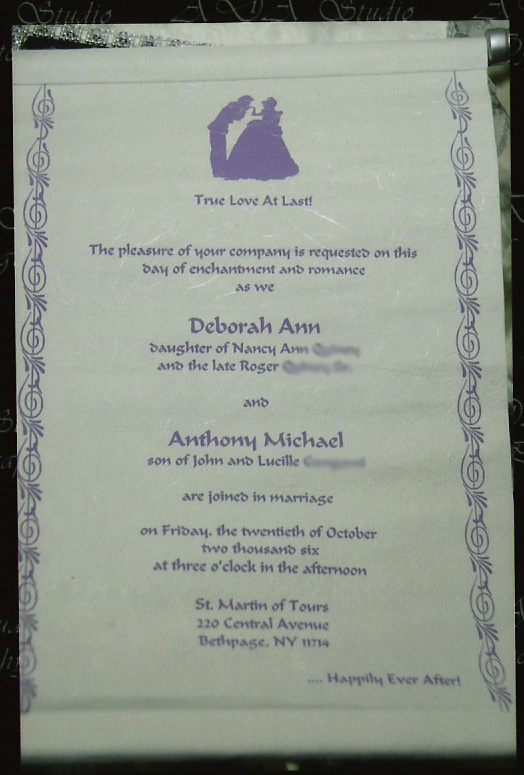 ADA Studio
True Love At Last!
The pleasure of your company is requested on this
day of enchantment and romance
as we
Deborah Ann
daughter of Nancy Ann
and the late Roger
and
Anthony Michael
son of John and Lucille
are joined in marriage
on Friday, the twentieth of October
two thousand six
at three o'clock in the afternoon
St. Martin of Tours
220 Central Avenue
Bethpage, NY 11714
.... Happily Ever After!